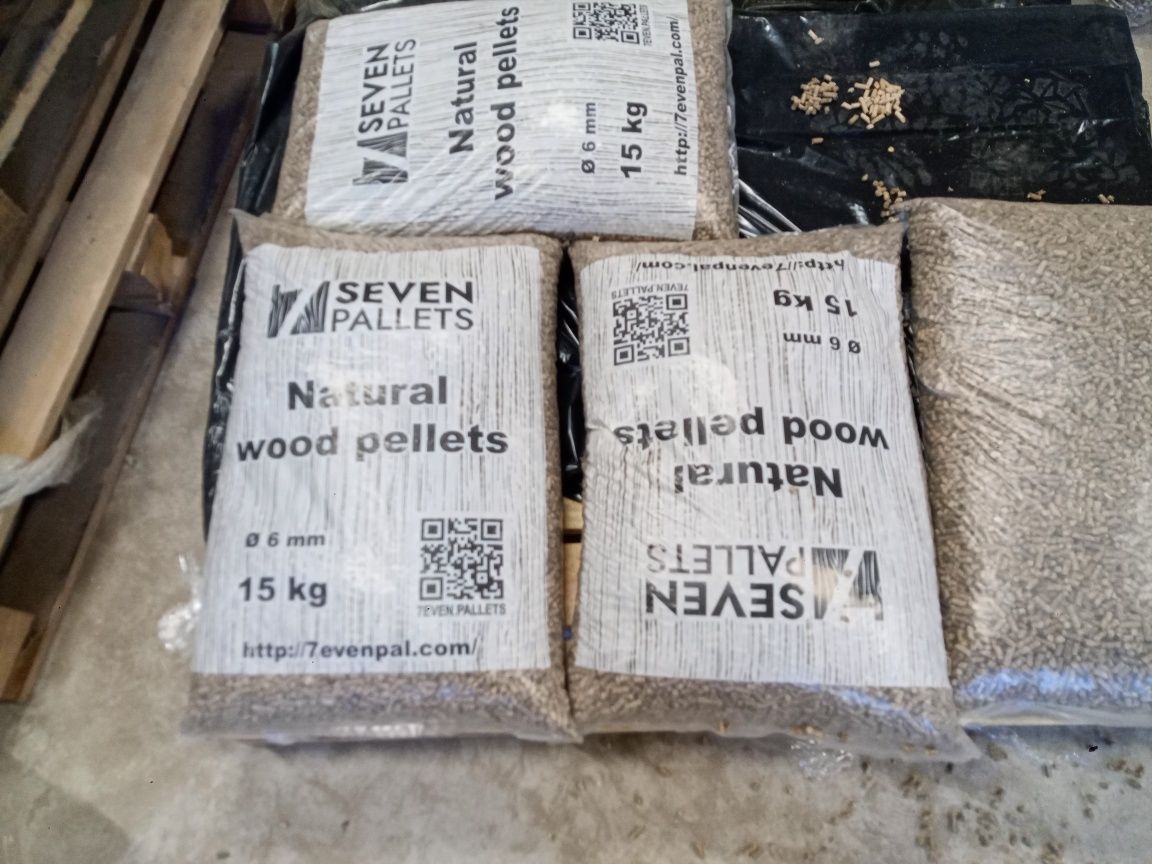 SEVEN
PALLETS
Natural
wood pellets
Ø 6 mm
15 kg
7EVEN.PALLETS
http://7evenpal.com/
SEVEN
PALLETS
Natural
wood pellets
Ø 6 mm
15 kg
7EVEN.PALLETS
http://7evenpal.com/
SEVEN
PALLETS
Natural
wood pellets
Ø 6 mm
15 kg
7EVEN.PALLETS
http://7evenpal.com/